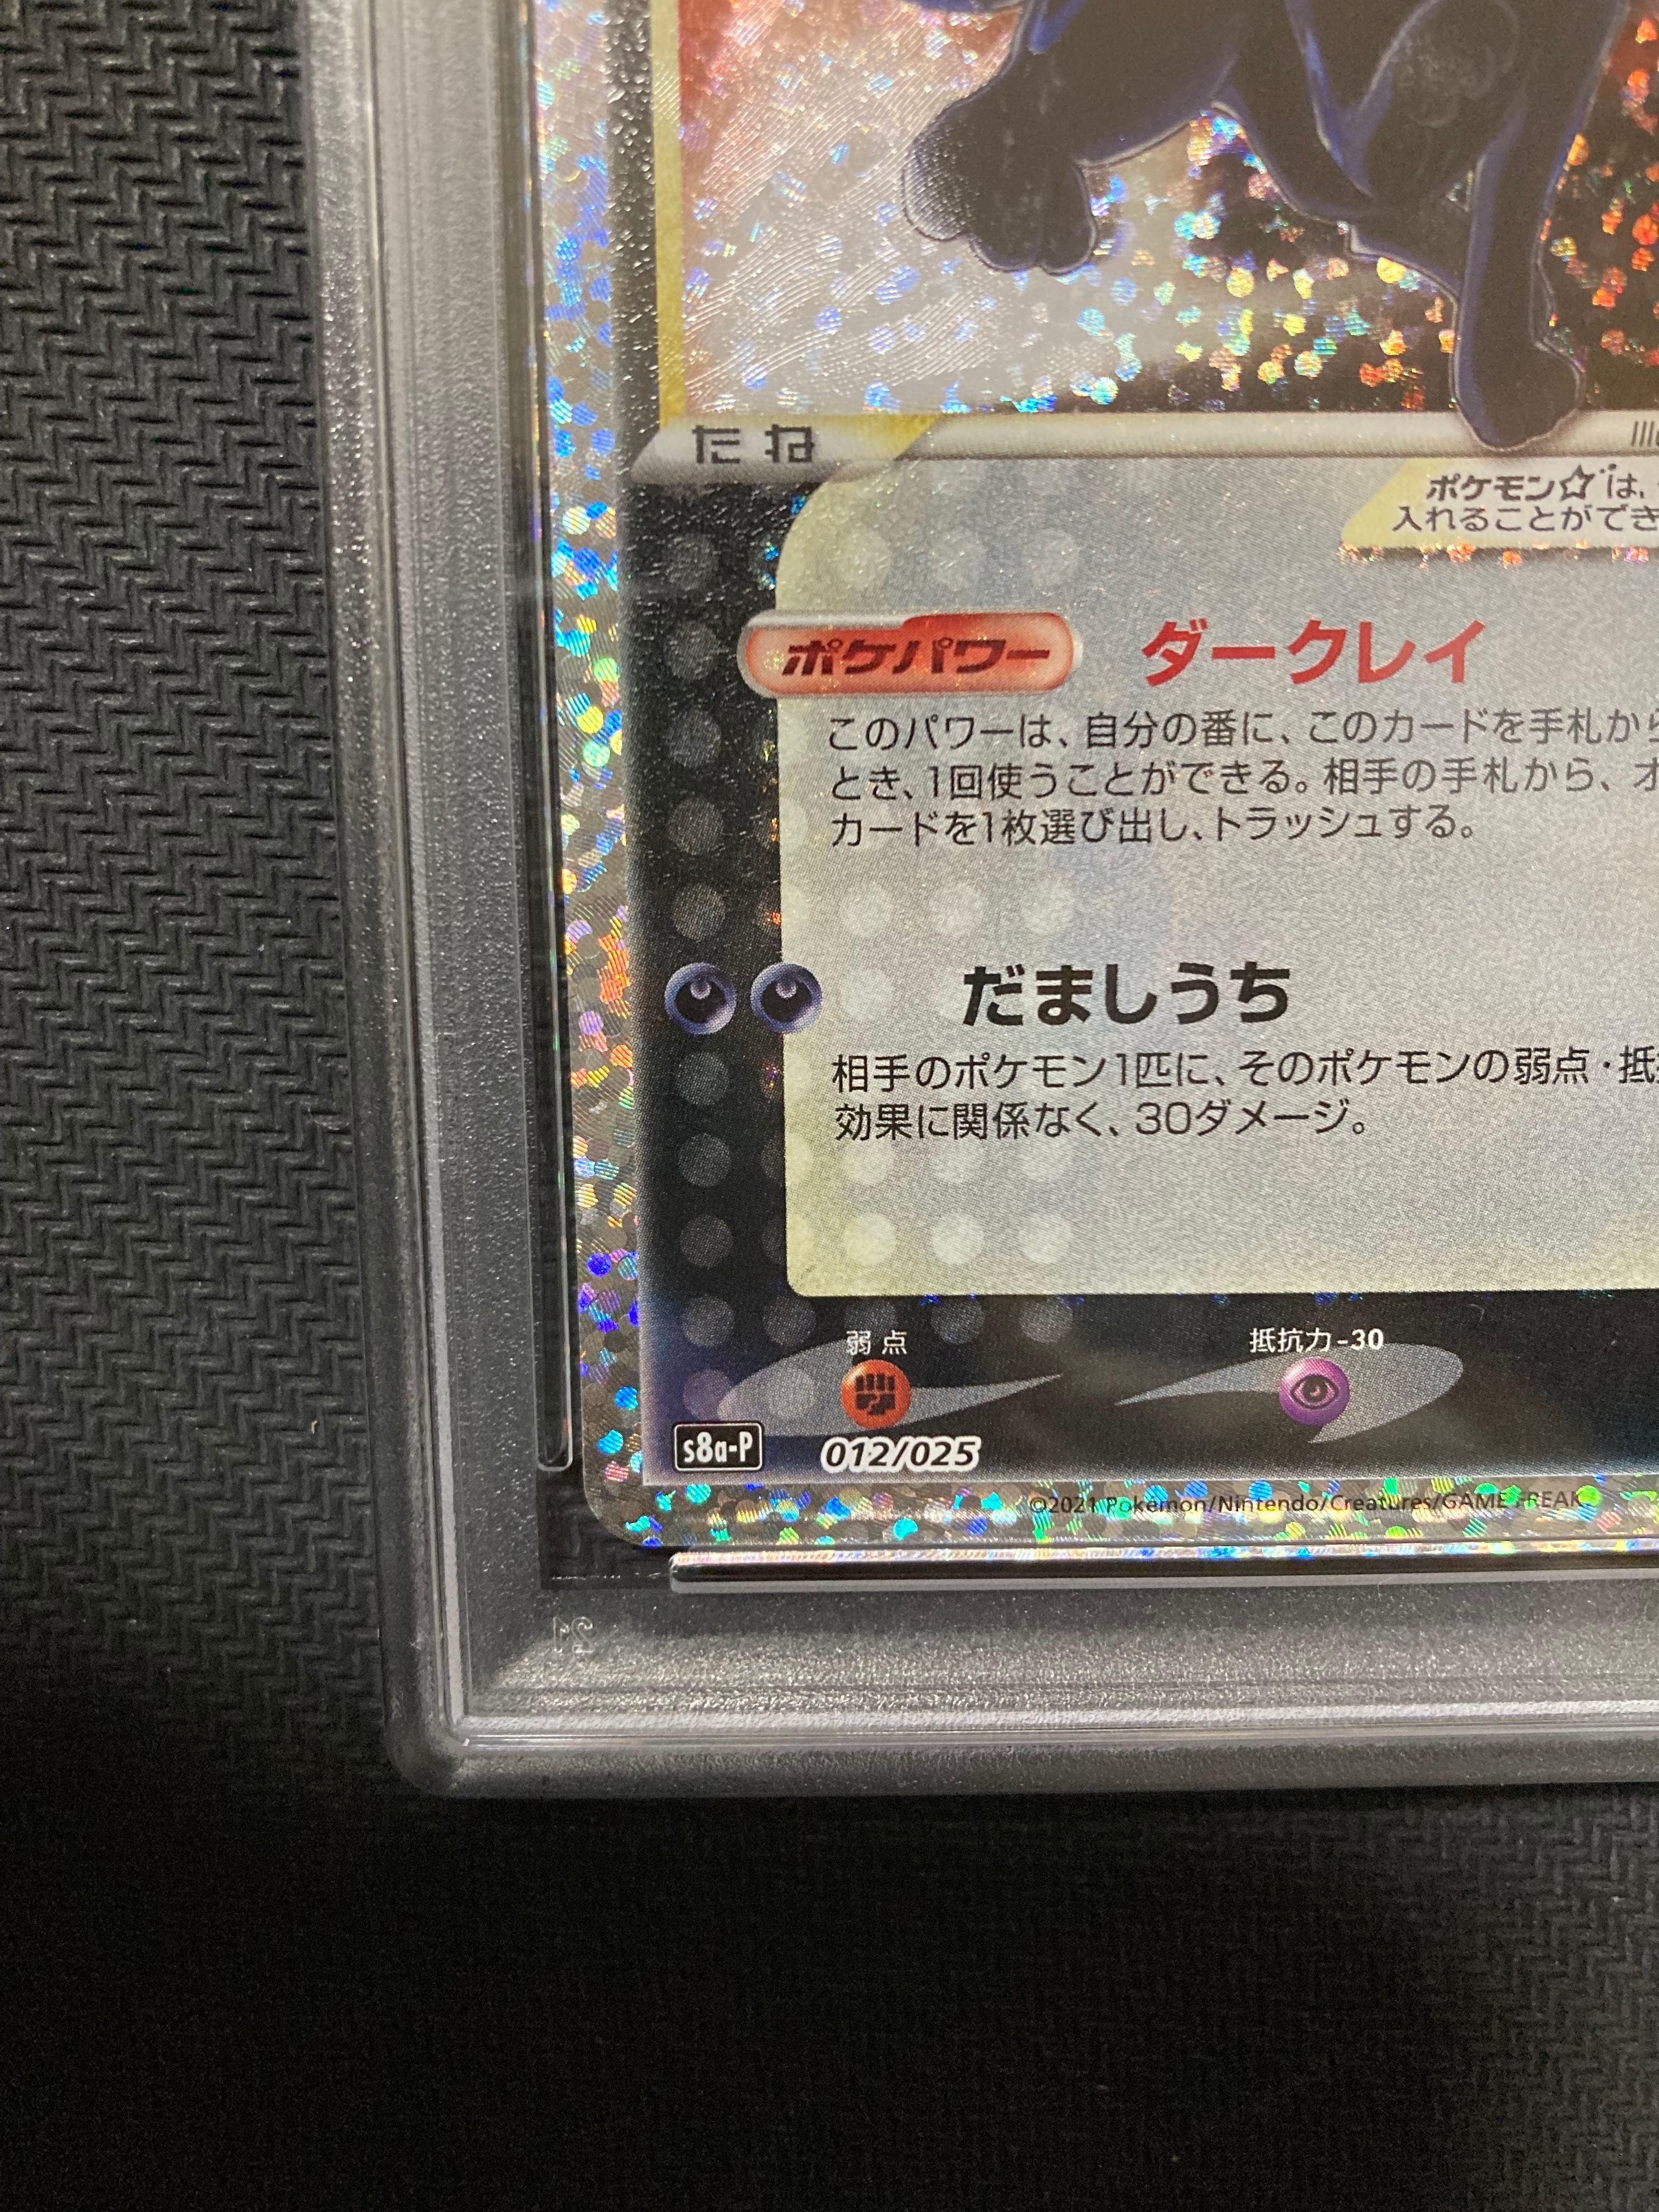 たね
ポケモン☆は、
入れることができ
ポケパワー ダークレイ
このパワーは、自分の番に、このカードを手札から
とき、1回使うことができる。相手の手札から、オ
カードを1枚選び出し、トラッシュする。
だましうち
相手のポケモン1匹に、そのポケモンの弱点・抵
効果に関係なく、30ダメージ。
弱点 抵抗力-30
s8a-P 012/025
©2021 Pokémon/Nintendo/Creatures/GAME FREAK.